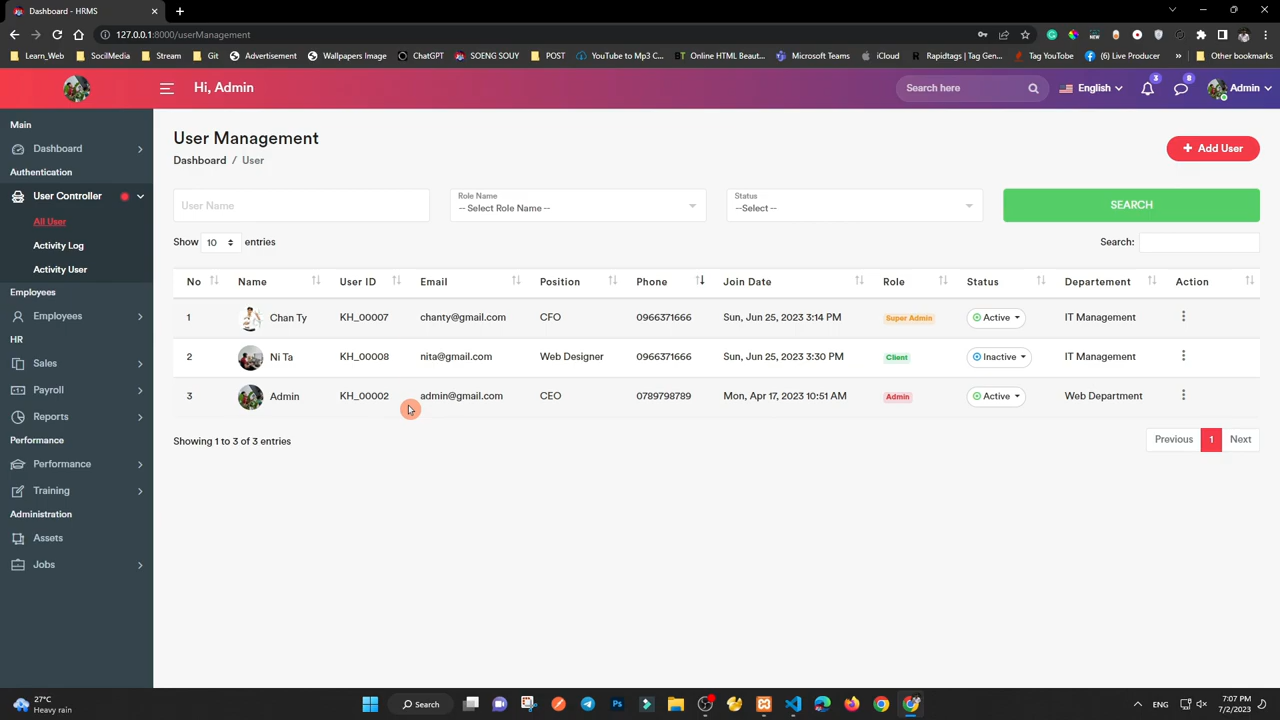 Dashboard - HRMS
127.0.0.1:8000/userManagement
Learn_Web SocilMedia Stream Git Advertisement Wallpapers Image ChatGPT SOENG SOUY POST YouTube to Mp3 C... Online HTML Beaut... Microsoft Teams iCloud Rapidtags | Tag Gen... Tag YouTube (6) Live Producer » Other bookmarks
Hi, Admin
Search here
English
3
8
Admin
Main
Dashboard
Authentication
User Controller
All User
Activity Log
Activity User
Employees
Employees
HR
Sales
Payroll
Reports
Performance
Performance
Training
Administration
Assets
Jobs
User Management
Dashboard / User
+ Add User
User Name
Role Name
-- Select Role Name --
Status
--Select --
SEARCH
Show 10 entries
Search:
No Name User ID Email Position Phone Join Date Role Status Departement Action
1 Chan Ty KH_00007 chanty@gmail.com CFO 0966371666 Sun, Jun 25, 2023 3:14 PM Super Admin Active IT Management
2 Ni Ta KH_00008 nita@gmail.com Web Designer 0966371666 Sun, Jun 25, 2023 3:30 PM Client Inactive IT Management
3 Admin KH_00002 admin@gmail.com CEO 0789798789 Mon, Apr 17, 2023 10:51 AM Admin Active Web Department
Showing 1 to 3 of 3 entries
Previous 1 Next
27°C
Heavy rain
Search
ENG
7:07 PM
7/2/2023